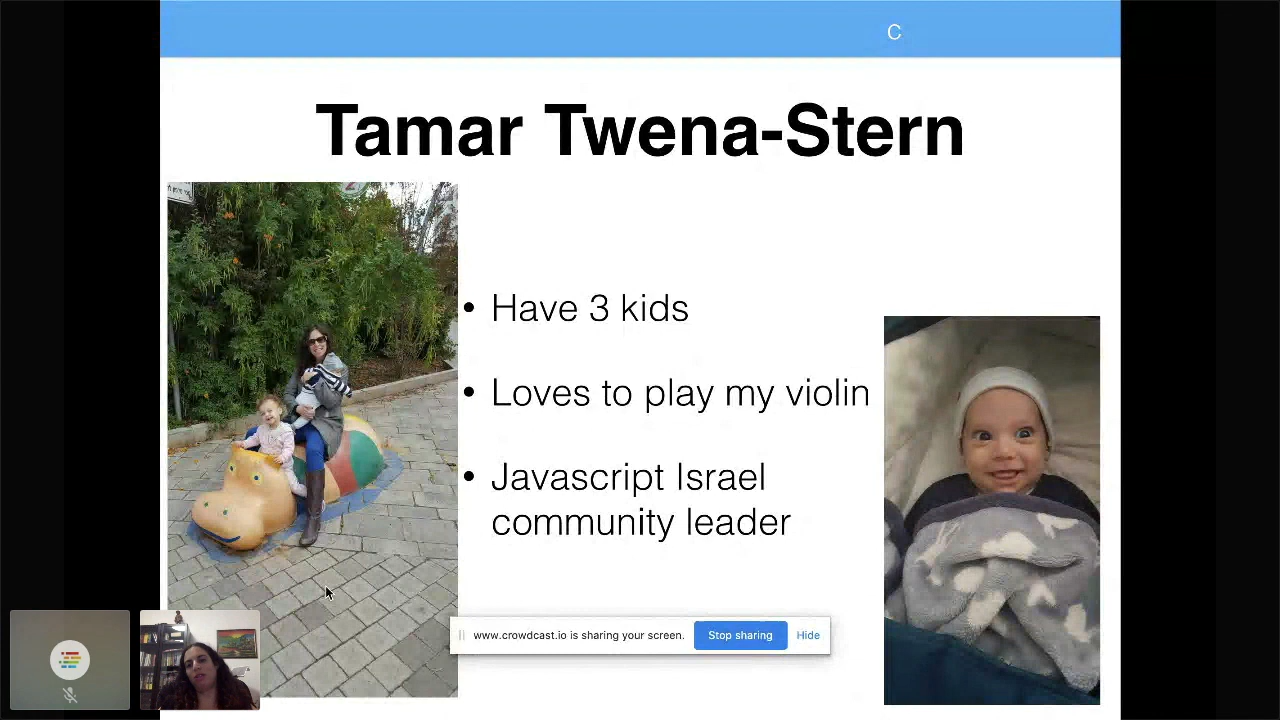 C
Tamar Twena-Stern
• Have 3 kids
• Loves to play my violin
• Javascript Israel
community leader
www.crowdcast.io is sharing your screen. Stop sharing Hide